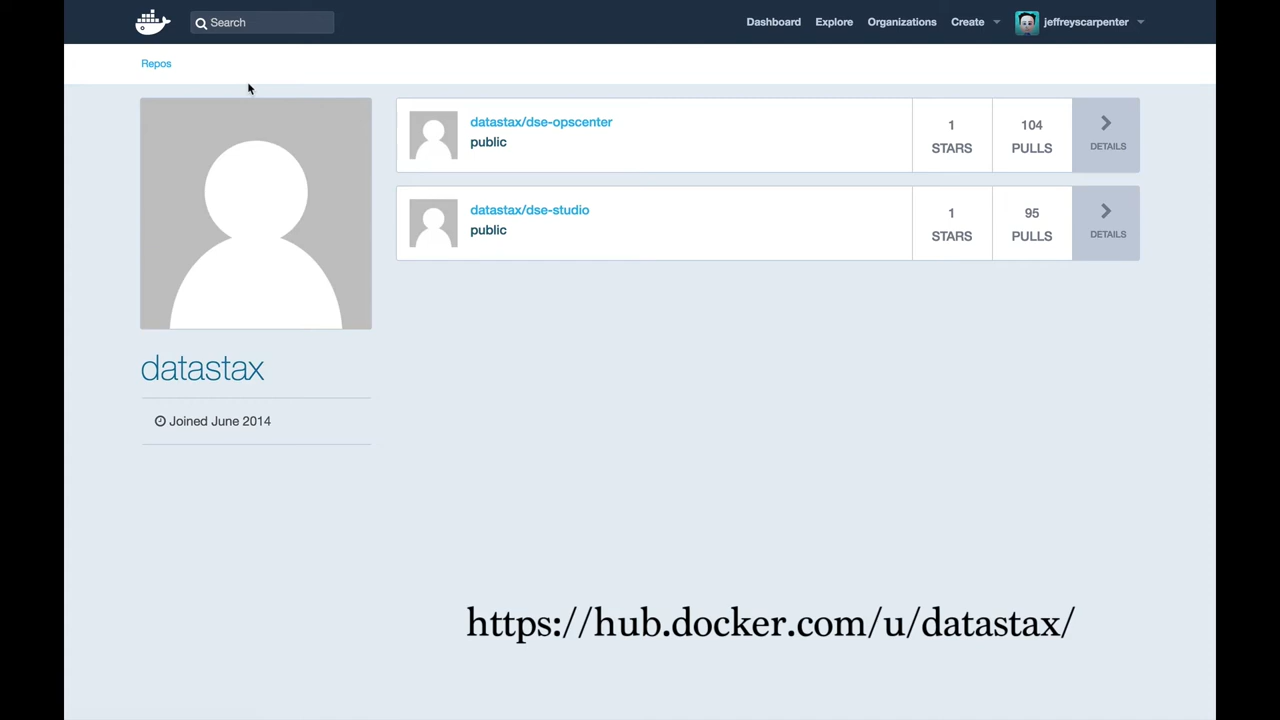 Search
Dashboard Explore Organizations Create jeffreyscarpenter
Repos
datastax/dse-opscenter
public
1
STARS
104
PULLS
DETAILS
datastax/dse-studio
public
1
STARS
95
PULLS
DETAILS
datastax
Joined June 2014
https://hub.docker.com/u/datastax/